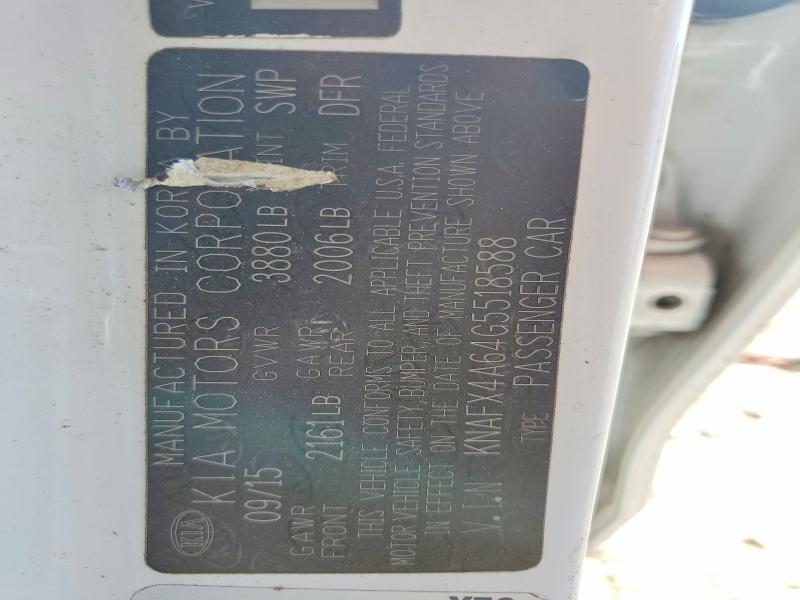 KIA
MANUFACTURED IN KOREA BY
KIA MOTORS CORPORATION
09/15 GVWR 3880LB PAINT SWP
GAWR FRONT 2161LB GAWR REAR 2006LB TRIM DFR
THIS VEHICLE CONFORMS TO ALL APPLICABLE U.S.A. FEDERAL
MOTOR VEHICLE SAFETY, BUMPER, AND THEFT PREVENTION STANDARDS
IN EFFECT ON THE DATE OF MANUFACTURE SHOWN ABOVE
V.I.N KNAFX4A64G5518588
TYPE PASSENGER CAR